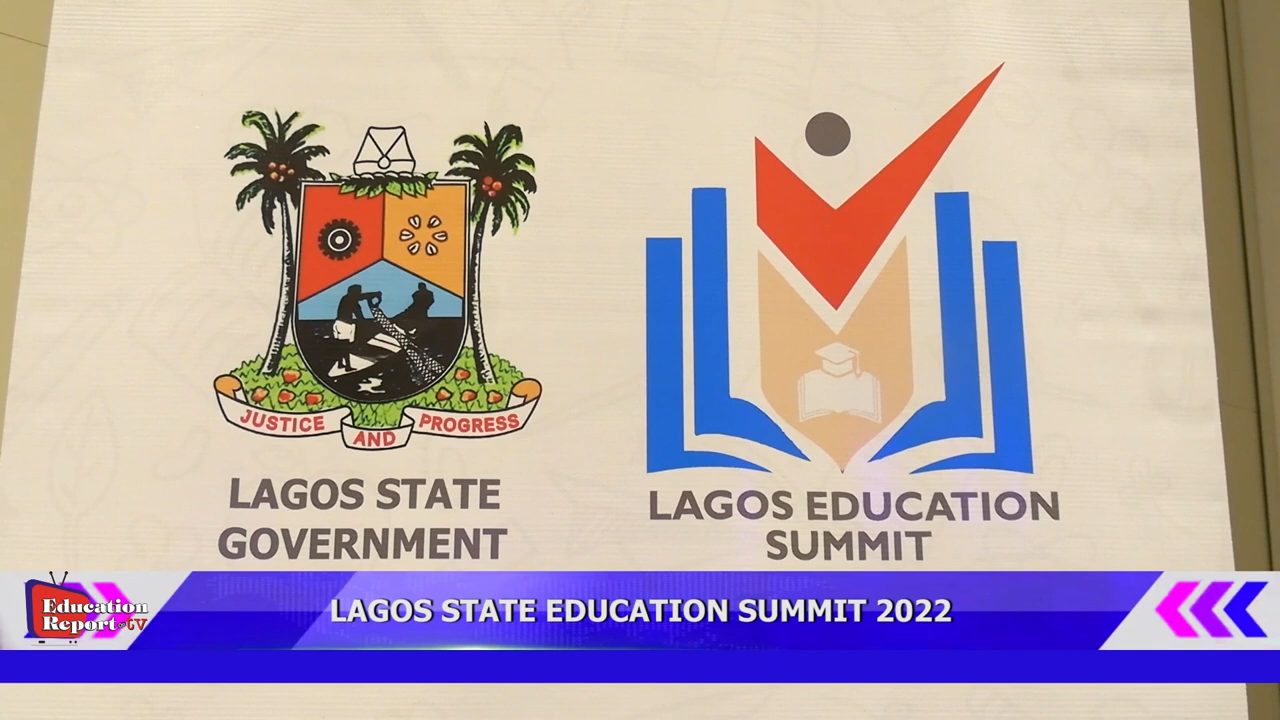 JUSTICE AND PROGRESS
LAGOS STATE
GOVERNMENT
LAGOS EDUCATION
SUMMIT
Education
Report tv
LAGOS STATE EDUCATION SUMMIT 2022